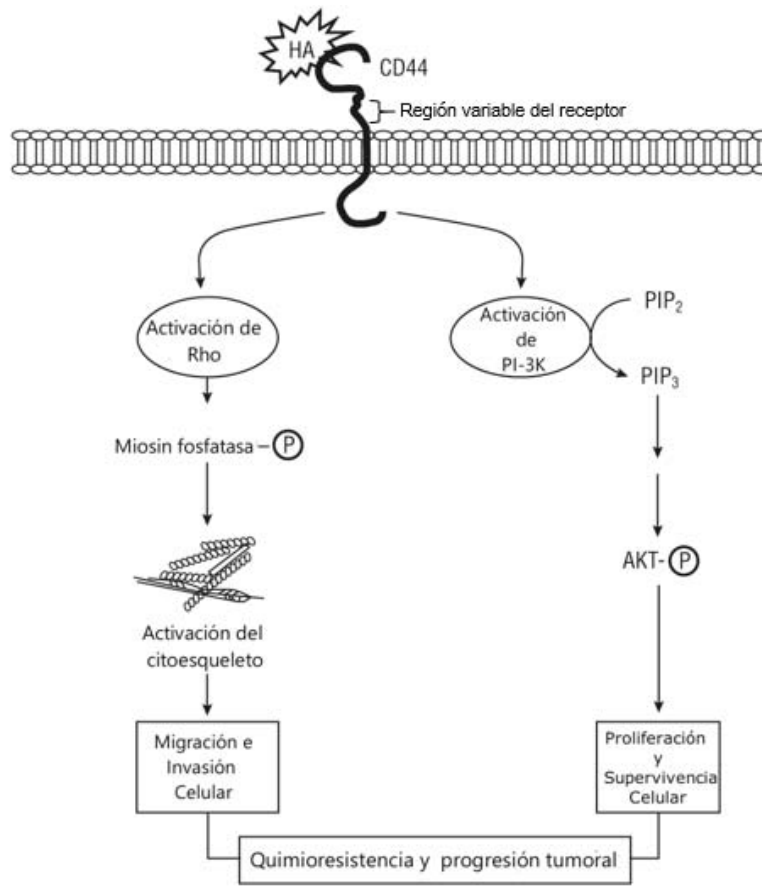 HA
CD44
Región variable del receptor
Activación de
Rho
Activación
de
PI-3K
PIP2
PIP3
Miosin fosfatasa – P
AKT- P
Activación del
citoesqueleto
Migración e
Invasión
Celular
Proliferación
y
Supervivencia
Celular
Quimioresistencia y progresión tumoral